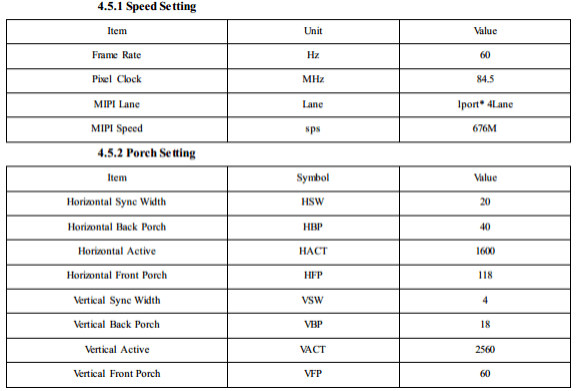 4.5.1 Speed Setting
Item Unit Value
Frame Rate Hz 60
Pixel Clock MHz 84.5
MIPI Lane Lane 1port* 4Lane
MIPI Speed sps 676M
4.5.2 Porch Setting
Item Symbol Value
Horizontal Sync Width HSW 20
Horizontal Back Porch HBP 40
Horizontal Active HACT 1600
Horizontal Front Porch HFP 118
Vertical Sync Width VSW 4
Vertical Back Porch VBP 18
Vertical Active VACT 2560
Vertical Front Porch VFP 60